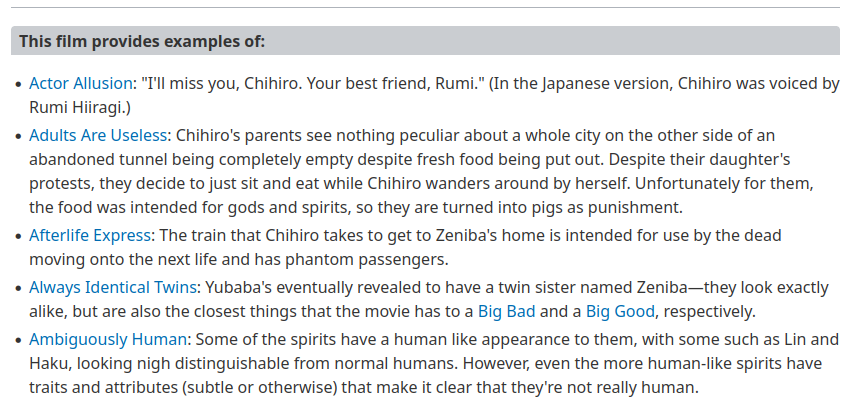 This film provides examples of:
• Actor Allusion: "I'll miss you, Chihiro. Your best friend, Rumi." (In the Japanese version, Chihiro was voiced by
Rumi Hiiragi.)
• Adults Are Useless: Chihiro's parents see nothing peculiar about a whole city on the other side of an
abandoned tunnel being completely empty despite fresh food being put out. Despite their daughter's
protests, they decide to just sit and eat while Chihiro wanders around by herself. Unfortunately for them,
the food was intended for gods and spirits, so they are turned into pigs as punishment.
• Afterlife Express: The train that Chihiro takes to get to Zeniba's home is intended for use by the dead
moving onto the next life and has phantom passengers.
• Always Identical Twins: Yubaba's eventually revealed to have a twin sister named Zeniba—they look exactly
alike, but are also the closest things that the movie has to a Big Bad and a Big Good, respectively.
• Ambiguously Human: Some of the spirits have a human like appearance to them, with some such as Lin and
Haku, looking nigh distinguishable from normal humans. However, even the more human-like spirits have
traits and attributes (subtle or otherwise) that make it clear that they're not really human.